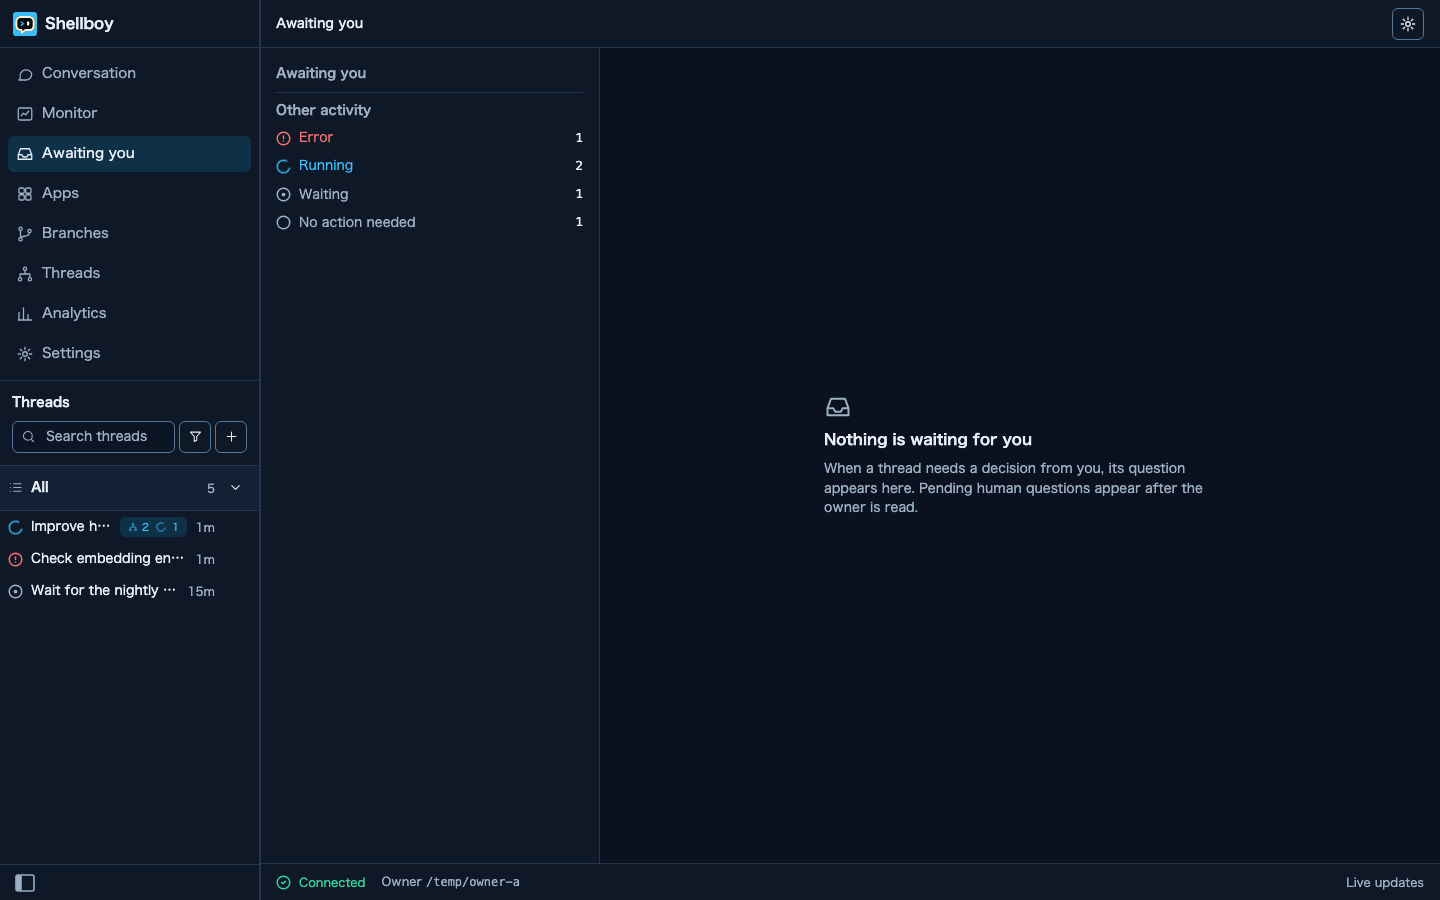 Shellboy
Awaiting you
Conversation
Monitor
Awaiting you
Apps
Branches
Threads
Analytics
Settings
Threads
Search threads
All 5
Improve h··· 2 1 1m
Check embedding en··· 1m
Wait for the nightly ··· 15m
Awaiting you
Other activity
Error 1
Running 2
Waiting 1
No action needed 1
Nothing is waiting for you
When a thread needs a decision from you, its question
appears here. Pending human questions appear after the
owner is read.
Connected Owner /temp/owner-a
Live updates